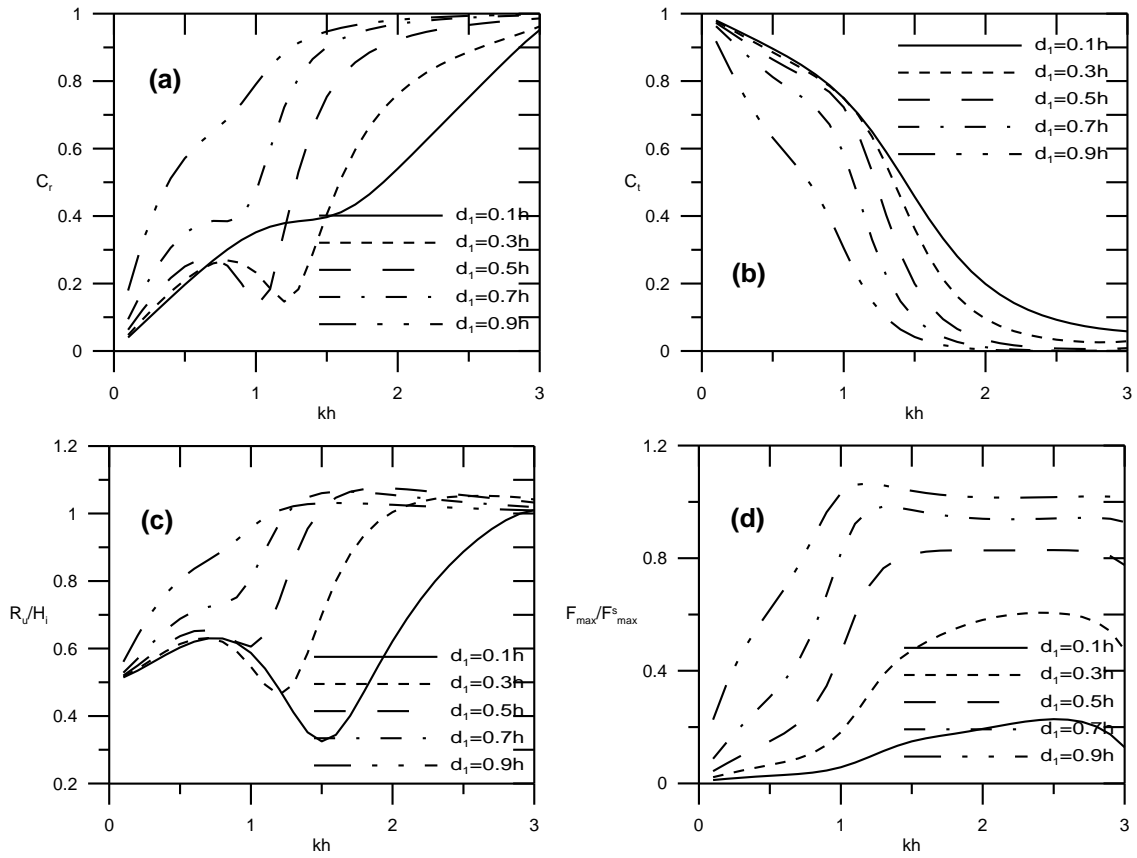 1
0.8
0.6
0.4
0.2
0
C_r
(a)
d_1=0.1h
d_1=0.3h
d_1=0.5h
d_1=0.7h
d_1=0.9h
0 1 2 3
kh
1
0.8
0.6
0.4
0.2
0
C_t
(b)
d_1=0.1h
d_1=0.3h
d_1=0.5h
d_1=0.7h
d_1=0.9h
0 1 2 3
kh
1.2
1
0.8
0.6
0.4
0.2
R_u/H_i
(c)
d_1=0.1h
d_1=0.3h
d_1=0.5h
d_1=0.7h
d_1=0.9h
0 1 2 3
kh
1.2
0.8
0.4
0
F_max/F^s_max
(d)
d_1=0.1h
d_1=0.3h
d_1=0.5h
d_1=0.7h
d_1=0.9h
0 1 2 3
kh